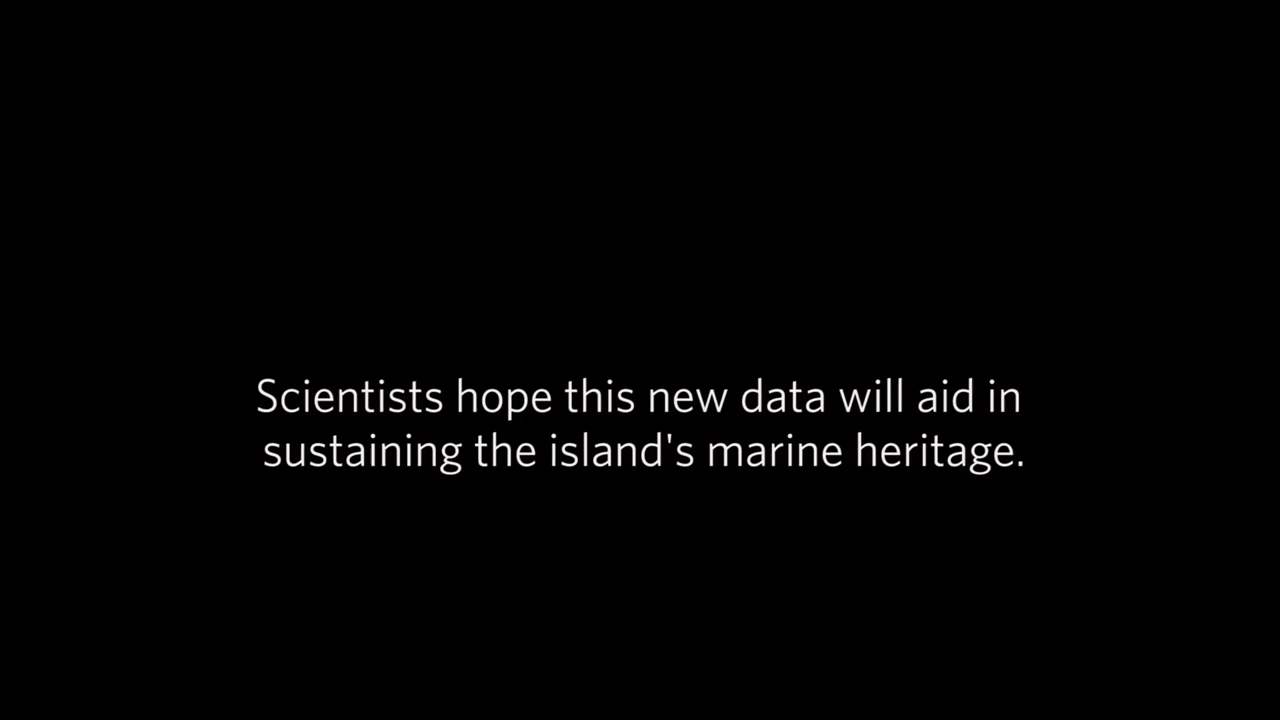 Scientists hope this new data will aid in
sustaining the island's marine heritage.